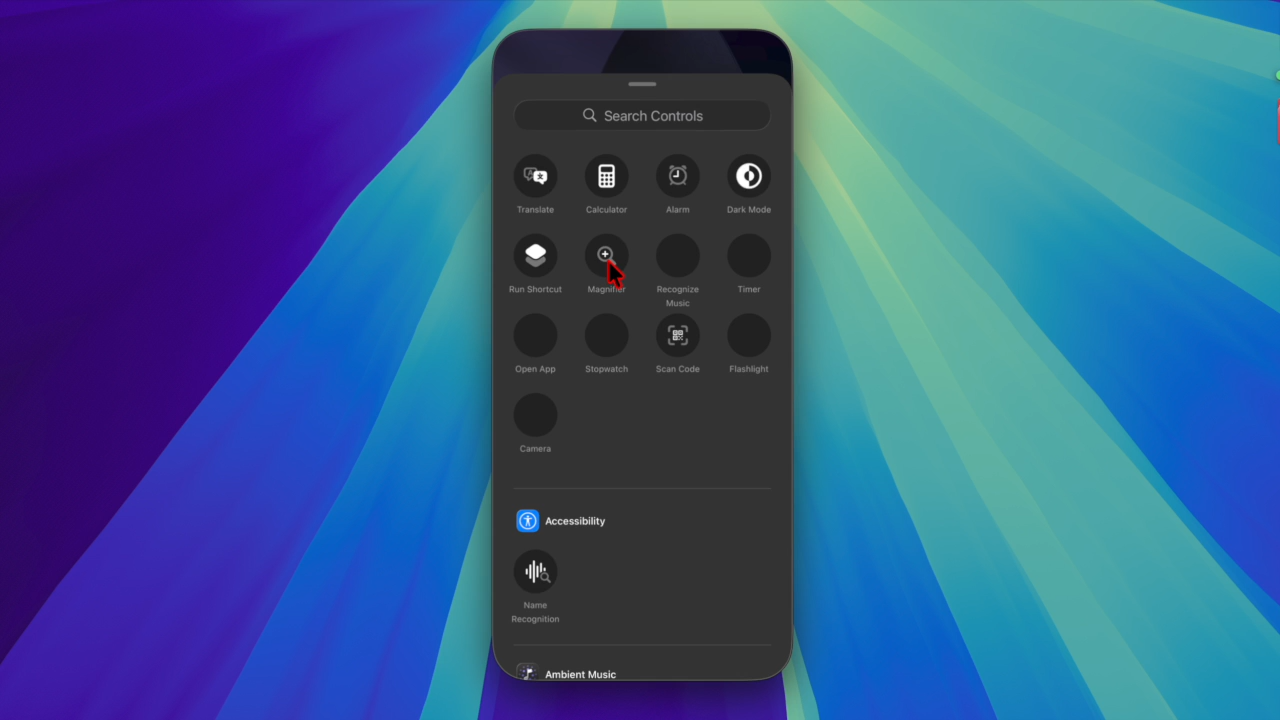 Search Controls
Translate
Calculator
Alarm
Dark Mode
Run Shortcut
Magnifier
Recognize
Music
Timer
Open App
Stopwatch
Scan Code
Flashlight
Camera
Accessibility
Name
Recognition
Ambient Music